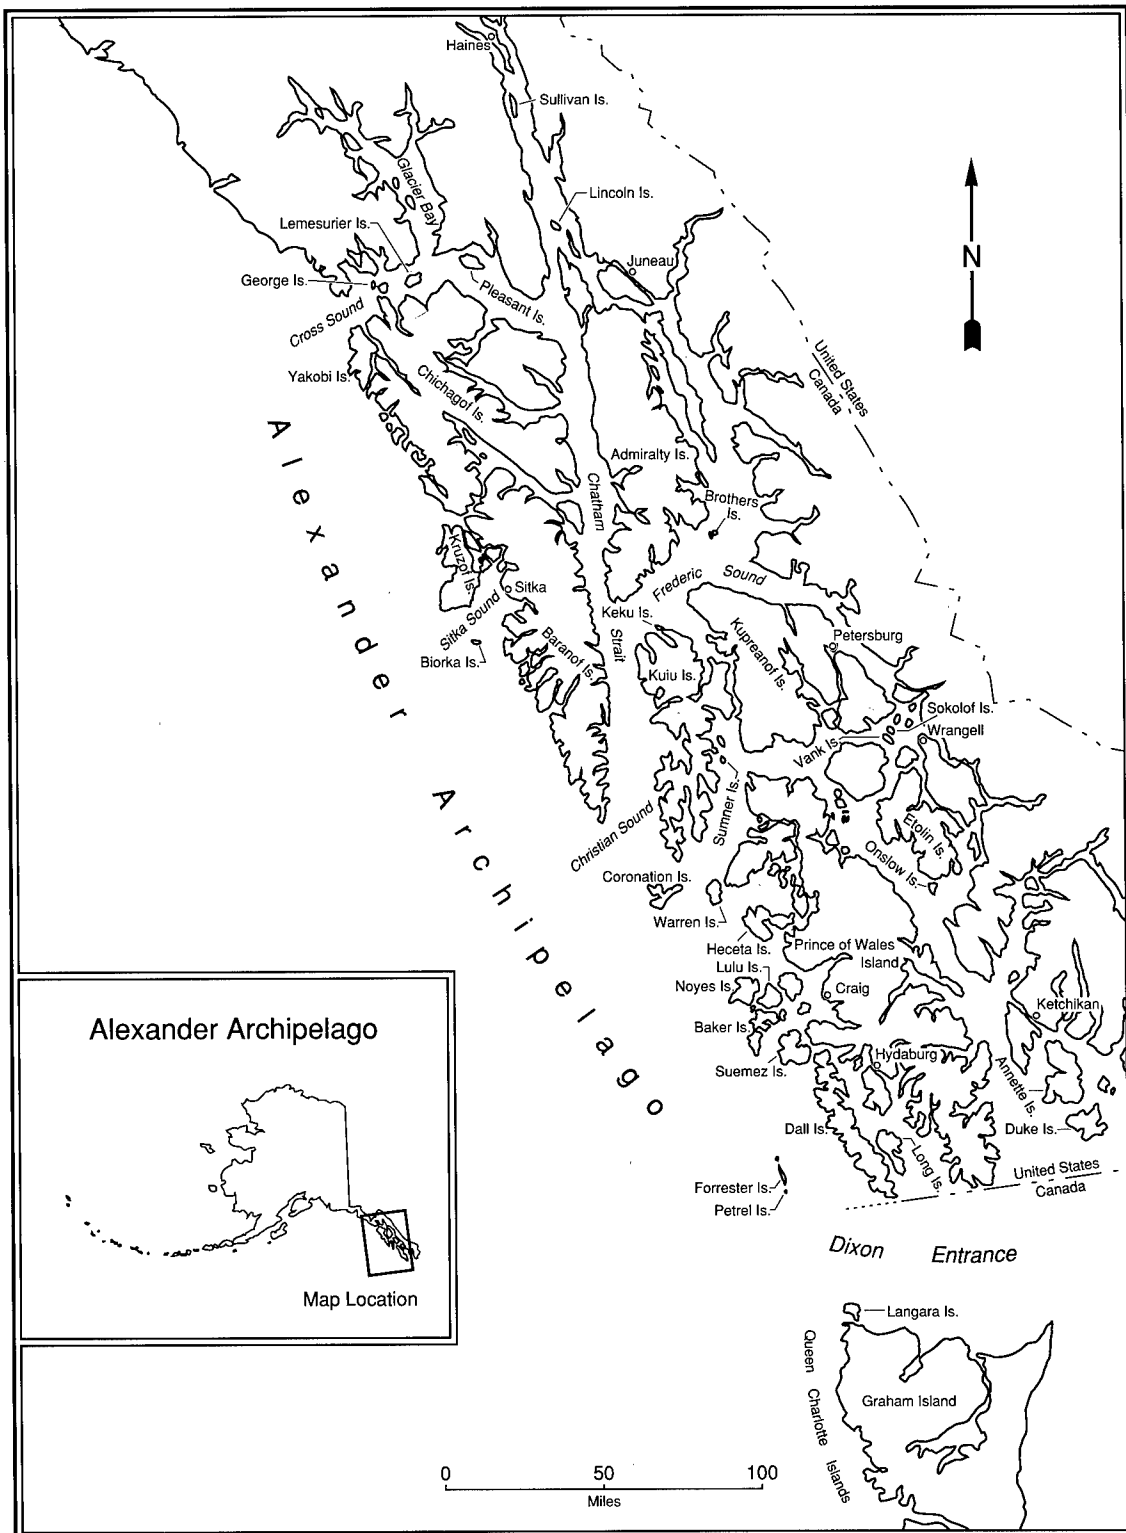 Haines
Sullivan Is.
Glacier Bay
Lincoln Is.
Lemesurier Is.
Juneau
George Is.
Pleasant Is.
N
Cross Sound
Yakobi Is.
Chichagof Is.
United States
Canada
Alexander Archipelago
Admiralty Is.
Chatham
Strait
Brothers
Is.
Kruzof Is.
Frederic Sound
Sitka
Sitka Sound
Keku Is.
Kupreanof Is.
Petersburg
Biorka Is.
Baranof Is.
Kuiu Is.
Sokolof Is.
Wrangell
Vank Is.
Sumner Is.
Christian Sound
Etolin Is.
Onslow Is.
Coronation Is.
Warren Is.
Heceta Is.
Prince of Wales
Island
Lulu Is.
Noyes Is.
Craig
Ketchikan
Baker Is.
Suemez Is.
Hydaburg
Annette Is.
Dall Is.
Duke Is.
Long Is.
Forrester Is.
Petrel Is.
United States
Canada
Dixon Entrance
Langara Is.
Queen Charlotte Islands
Graham Island
Alexander Archipelago
Map Location
0 50 100
Miles